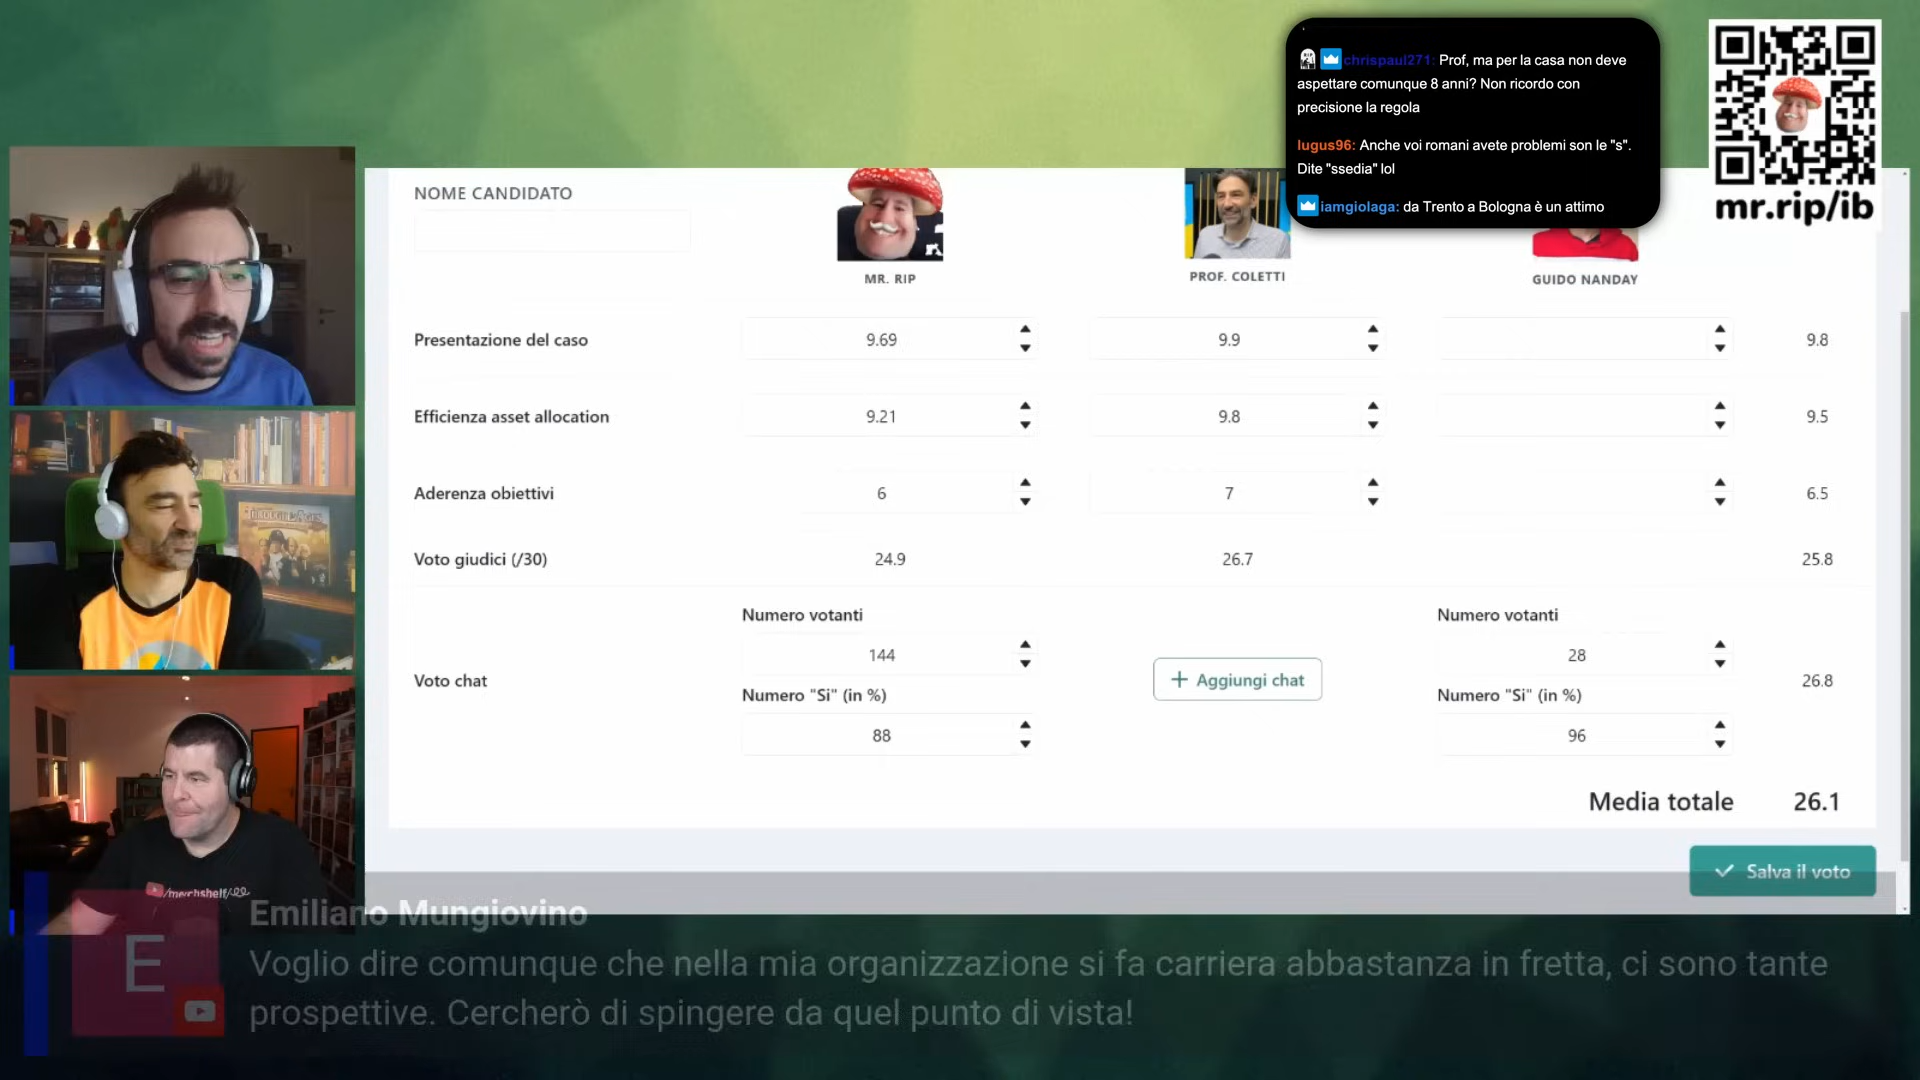 chrispaul271: Prof, ma per la casa non deve
aspettare comunque 8 anni? Non ricordo con
precisione la regola
lugus96: Anche voi romani avete problemi son le "s".
Dite "ssedia" lol
iamgiolaga: da Trento a Bologna è un attimo
mr.rip/ib
NOME CANDIDATO
MR. RIP
PROF. COLETTI
GUIDO NANDAY
Presentazione del caso 9.69 9.9 9.8
Efficienza asset allocation 9.21 9.8 9.5
Aderenza obiettivi 6 7 6.5
Voto giudici (/30) 24.9 26.7 25.8
Numero votanti Numero votanti
144 28
Voto chat + Aggiungi chat 26.8
Numero "Si" (in %) Numero "Si" (in %)
88 96
Media totale 26.1
Salva il voto
THROUGH THE AGES
/merchshelf/
E
Emiliano Mungiovino
Voglio dire comunque che nella mia organizzazione si fa carriera abbastanza in fretta, ci sono tante
prospettive. Cercherò di spingere da quel punto di vista!